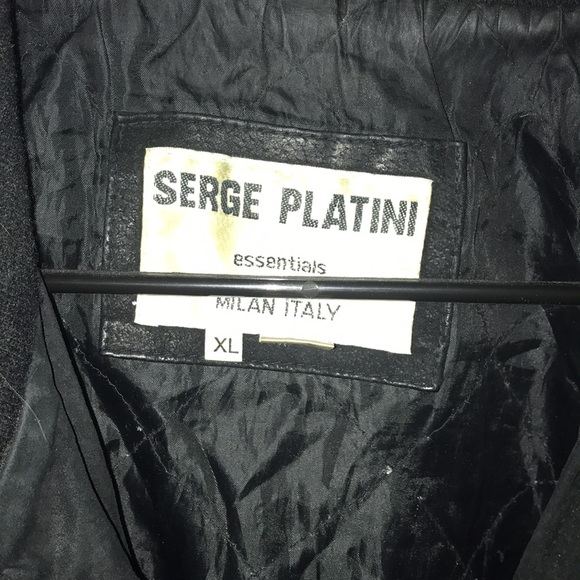 SERGE PLATINI
essentials
MILAN ITALY
XL